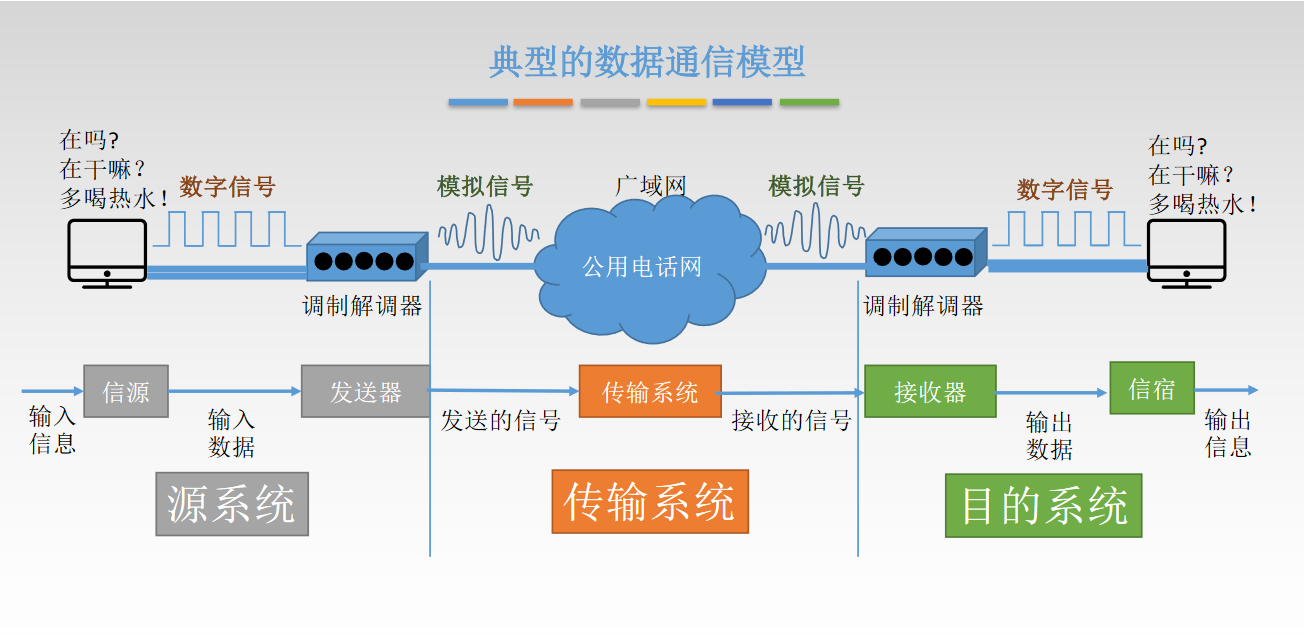 典型的数据通信模型
在吗?
在干嘛?
多喝热水!
数字信号
模拟信号
广域网
模拟信号
数字信号
在吗?
在干嘛?
多喝热水!
公用电话网
调制解调器
调制解调器
信源
发送器
传输系统
接收器
信宿
输入
信息
输入
数据
发送的信号
接收的信号
输出
数据
输出
信息
源系统
传输系统
目的系统